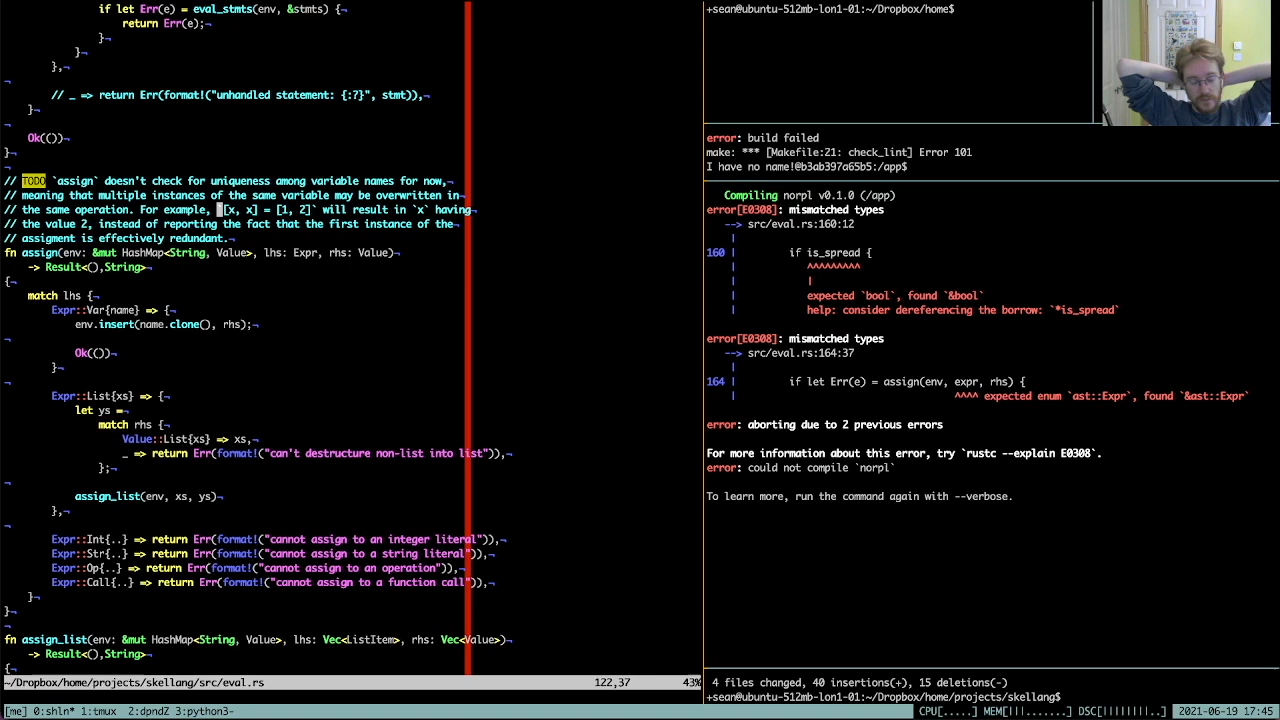 if let Err(e) = eval_stmts(env, &stmts) {¬
return Err(e);¬
}¬
}¬
},¬
¬
// _ => return Err(format!("unhandled statement: {:?}", stmt)),¬
}¬
¬
Ok(())¬
}¬
¬
// TODO `assign` doesn't check for uniqueness among variable names for now,¬
// meaning that multiple instances of the same variable may be overwritten in¬
// the same operation. For example, `[x, x] = [1, 2]` will result in `x` having¬
// the value 2, instead of reporting the fact that the first instance of the¬
// assigment is effectively redundant.¬
fn assign(env: &mut HashMap<String, Value>, lhs: Expr, rhs: Value)¬
-> Result<(),String>¬
{¬
match lhs {¬
Expr::Var{name} => {¬
env.insert(name.clone(), rhs);¬
¬
Ok(())¬
}¬
¬
Expr::List{xs} => {¬
let ys =¬
match rhs {¬
Value::List{xs} => xs,¬
_ => return Err(format!("can't destructure non-list into list")),¬
};¬
¬
assign_list(env, xs, ys)¬
},¬
¬
Expr::Int{..} => return Err(format!("cannot assign to an integer literal")),¬
Expr::Str{..} => return Err(format!("cannot assign to a string literal")),¬
Expr::Op{..} => return Err(format!("cannot assign to an operation")),¬
Expr::Call{..} => return Err(format!("cannot assign to a function call")),¬
}¬
}¬
¬
fn assign_list(env: &mut HashMap<String, Value>, lhs: Vec<ListItem>, rhs: Vec<Value>)¬
-> Result<(),String>¬
{¬
~/Dropbox/home/projects/skellang/src/eval.rs 122,37 43%
+sean@ubuntu-512mb-lon1-01:~/Dropbox/home$
error: build failed
make: *** [Makefile:21: check_lint] Error 101
I have no name!@b3ab397a65b5:/app$
Compiling norpl v0.1.0 (/app)
error[E0308]: mismatched types
--> src/eval.rs:160:12
|
160 | if is_spread {
| ^^^^^^^^^
| |
| expected `bool`, found `&bool`
| help: consider dereferencing the borrow: `*is_spread`
error[E0308]: mismatched types
--> src/eval.rs:164:37
|
164 | if let Err(e) = assign(env, expr, rhs) {
| ^^^^ expected enum `ast::Expr`, found `&ast::Expr`
error: aborting due to 2 previous errors
For more information about this error, try `rustc --explain E0308`.
error: could not compile `norpl`
To learn more, run the command again with --verbose.
4 files changed, 40 insertions(+), 15 deletions(-)
+sean@ubuntu-512mb-lon1-01:~/Dropbox/home/projects/skellang$
[me] 0:shln* 1:tmux 2:dpndZ 3:python3- CPU[.....] MEM[|||.......] DSC[||||||||..] 2021-06-19 17:45